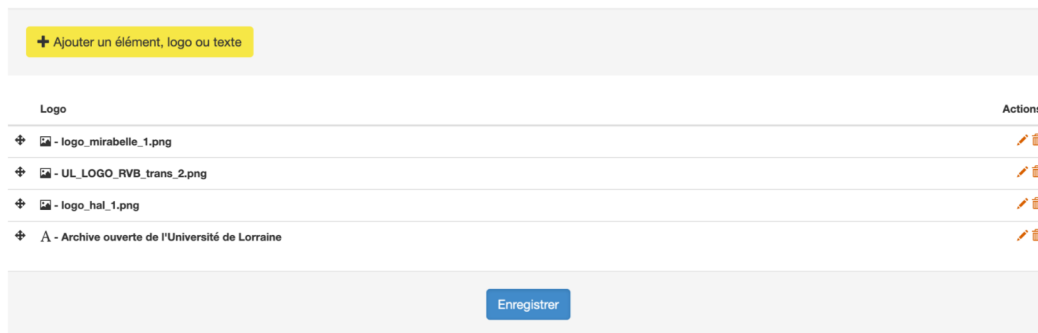 Ajouter un élément, logo ou texte
Logo Actions
- logo_mirabelle_1.png
- UL_LOGO_RVB_trans_2.png
- logo_hal_1.png
A - Archive ouverte de l'Université de Lorraine
Enregistrer